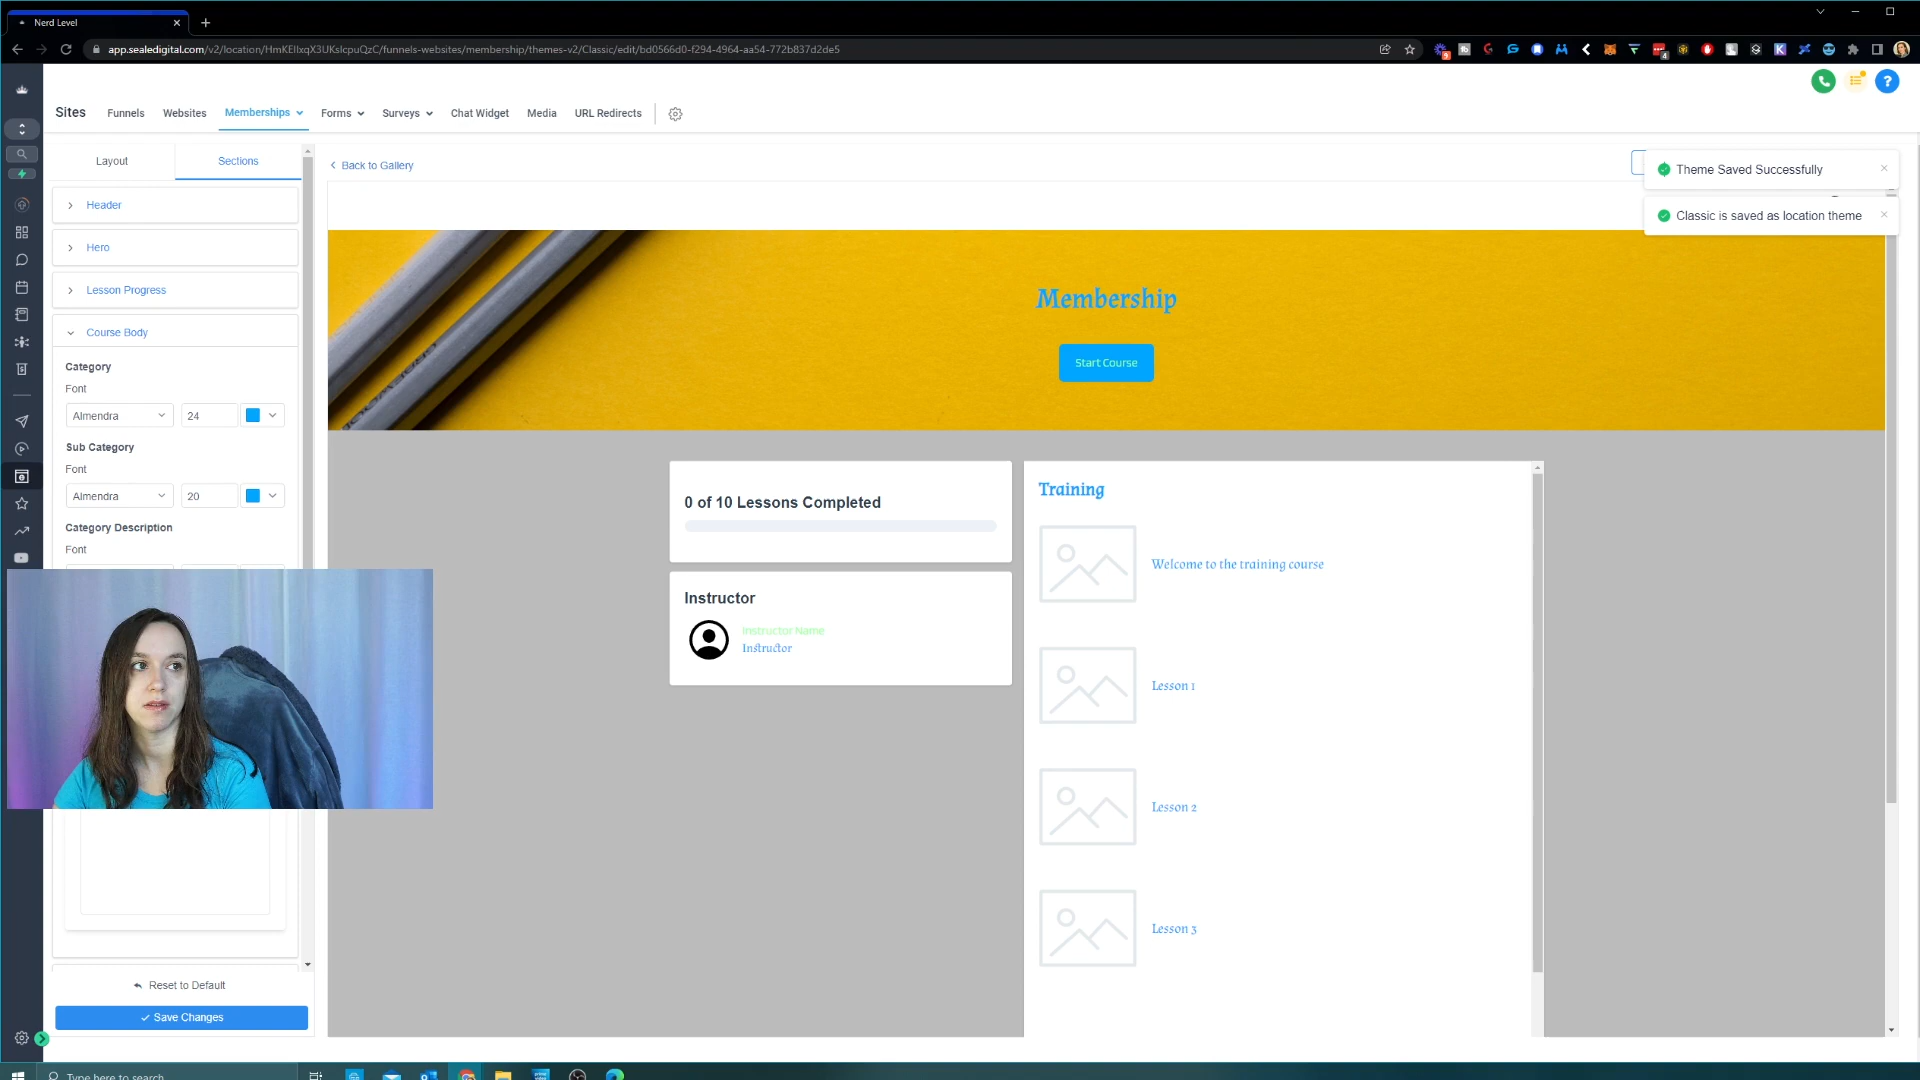 Nerd Level
app.sealedigital.com/v2/location/HmKEIlxqX3UKslcpuQzC/funnels-websites/membership/themes-v2/Classic/edit/bd0566d0-f294-4964-aa54-772b837d2de5
Sites
Funnels
Websites
Memberships
Forms
Surveys
Chat Widget
Media
URL Redirects
Layout
Sections
Back to Gallery
Theme Saved Successfully
Classic is saved as location theme
Header
Hero
Lesson Progress
Course Body
Category
Font
Almendra
24
Sub Category
Font
Almendra
20
Category Description
Font
Reset to Default
Save Changes
Membership
Start Course
0 of 10 Lessons Completed
Instructor
Instructor Name
Instructor
Training
Welcome to the training course
Lesson 1
Lesson 2
Lesson 3
Type here to search